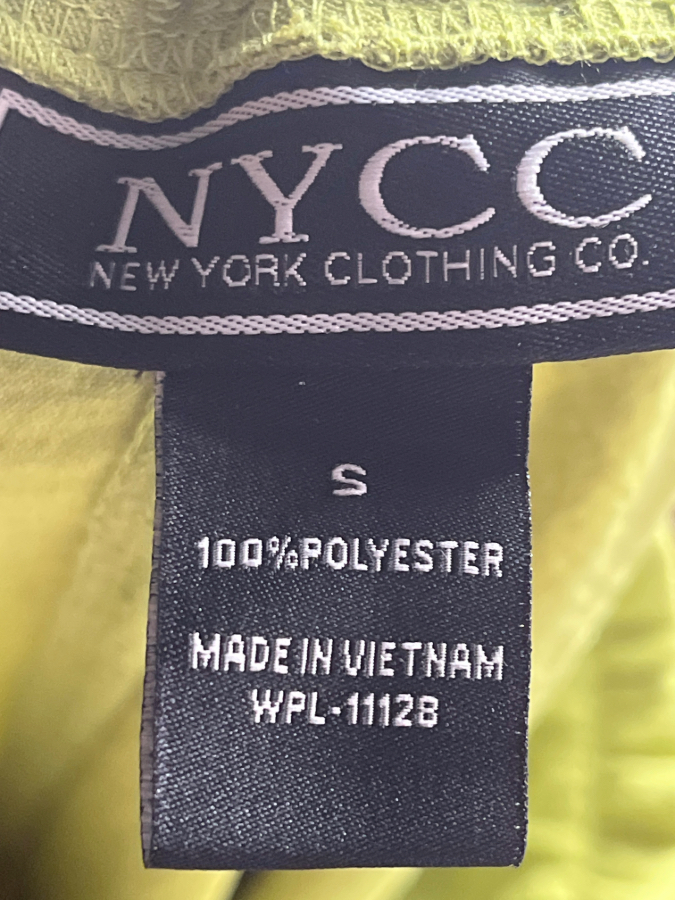 NYCC
NEW YORK CLOTHING CO.
S
100%POLYESTER
MADE IN VIETNAM
WPL-11128